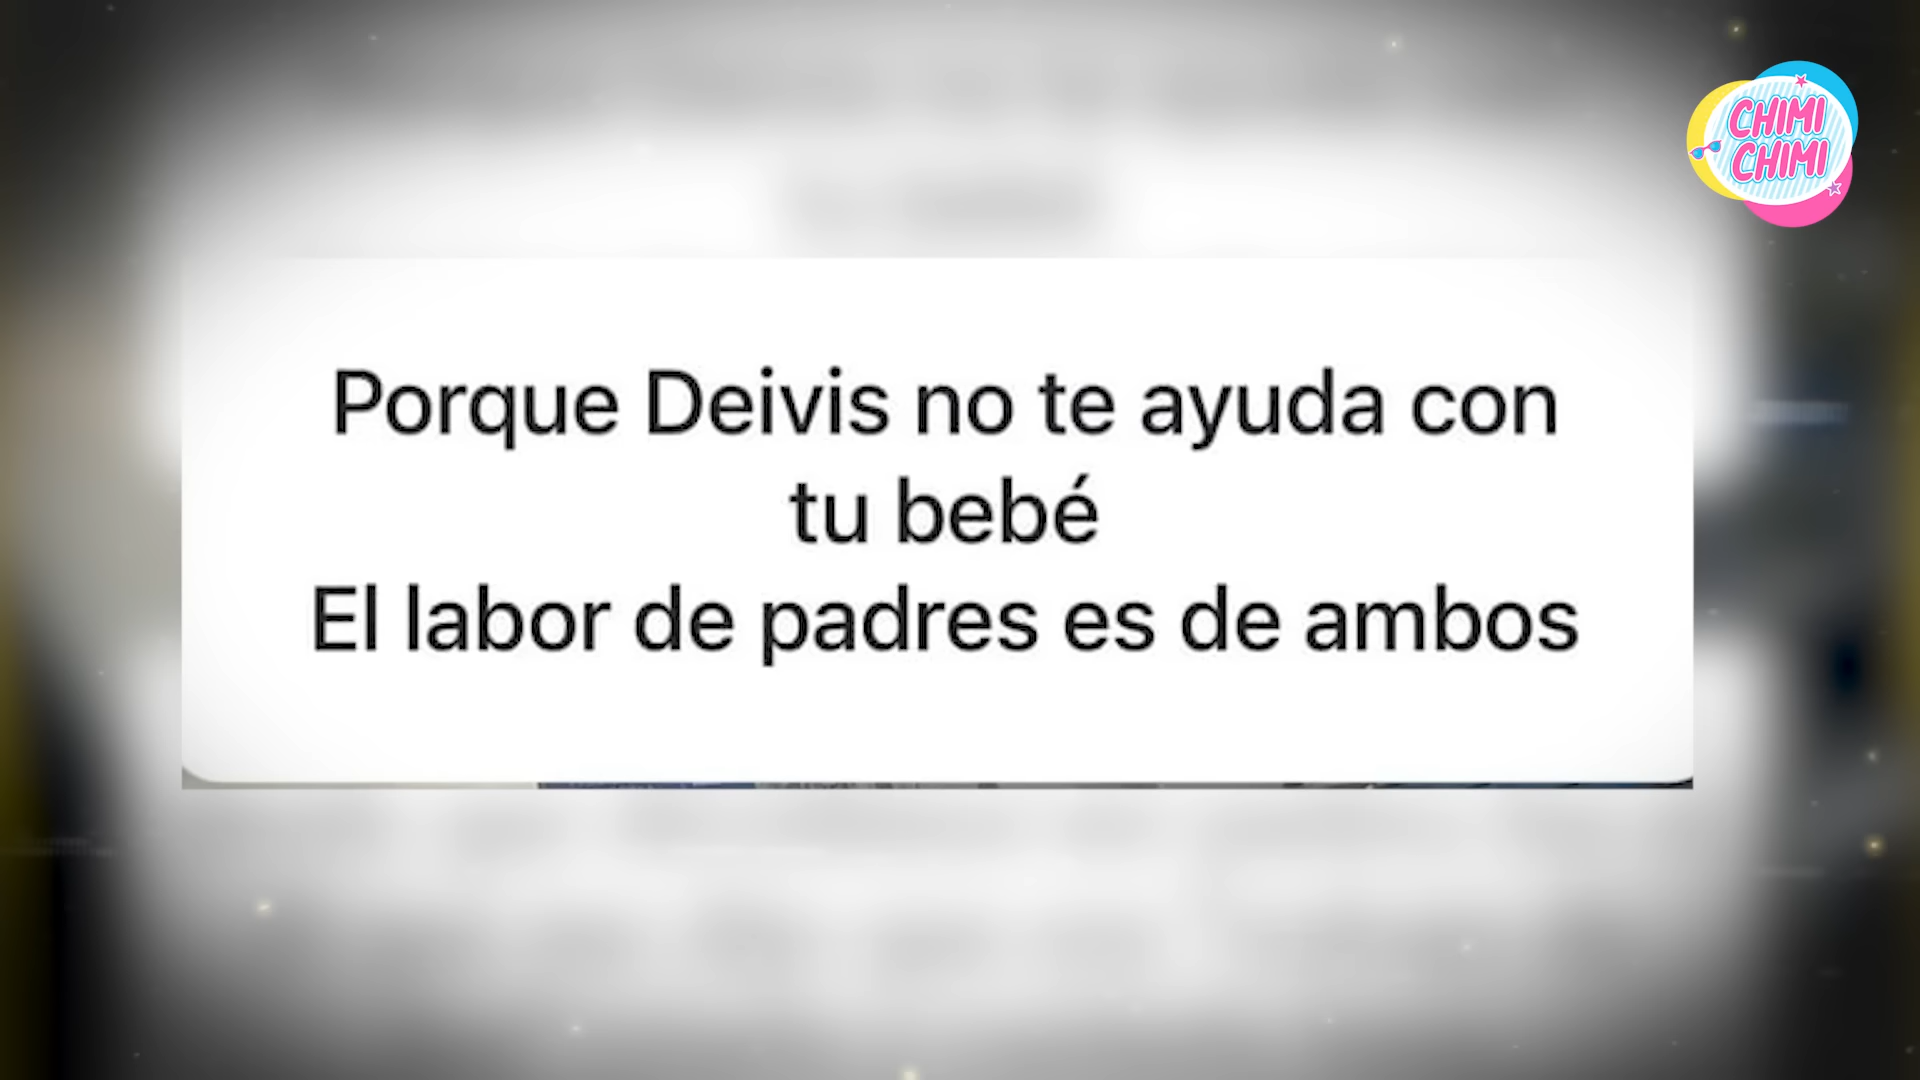 CHIMI
CHIMI
Porque Deivis no te ayuda con
tu bebé
El labor de padres es de ambos